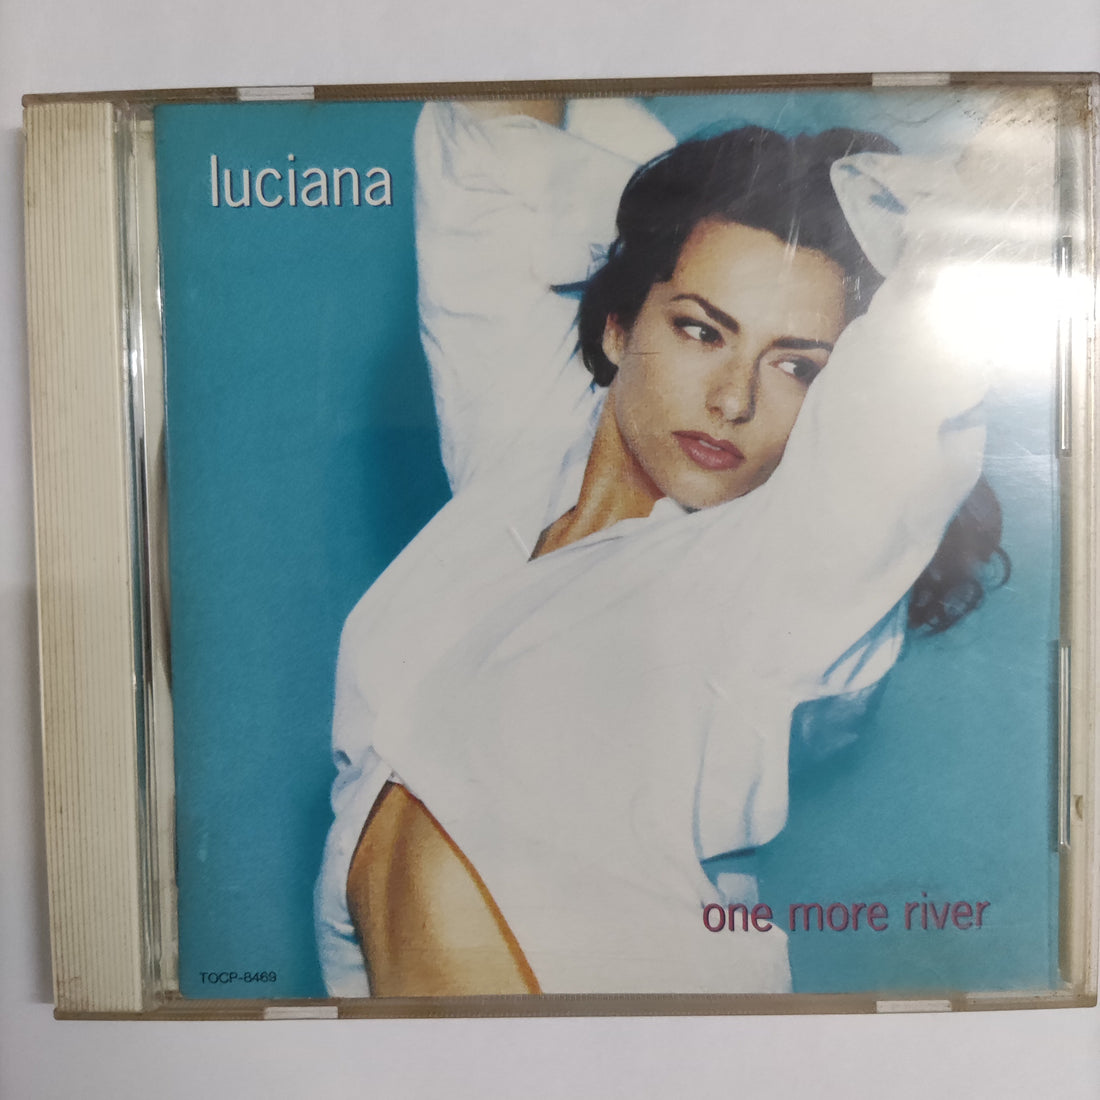 luciana
one more river
TOCP-8469